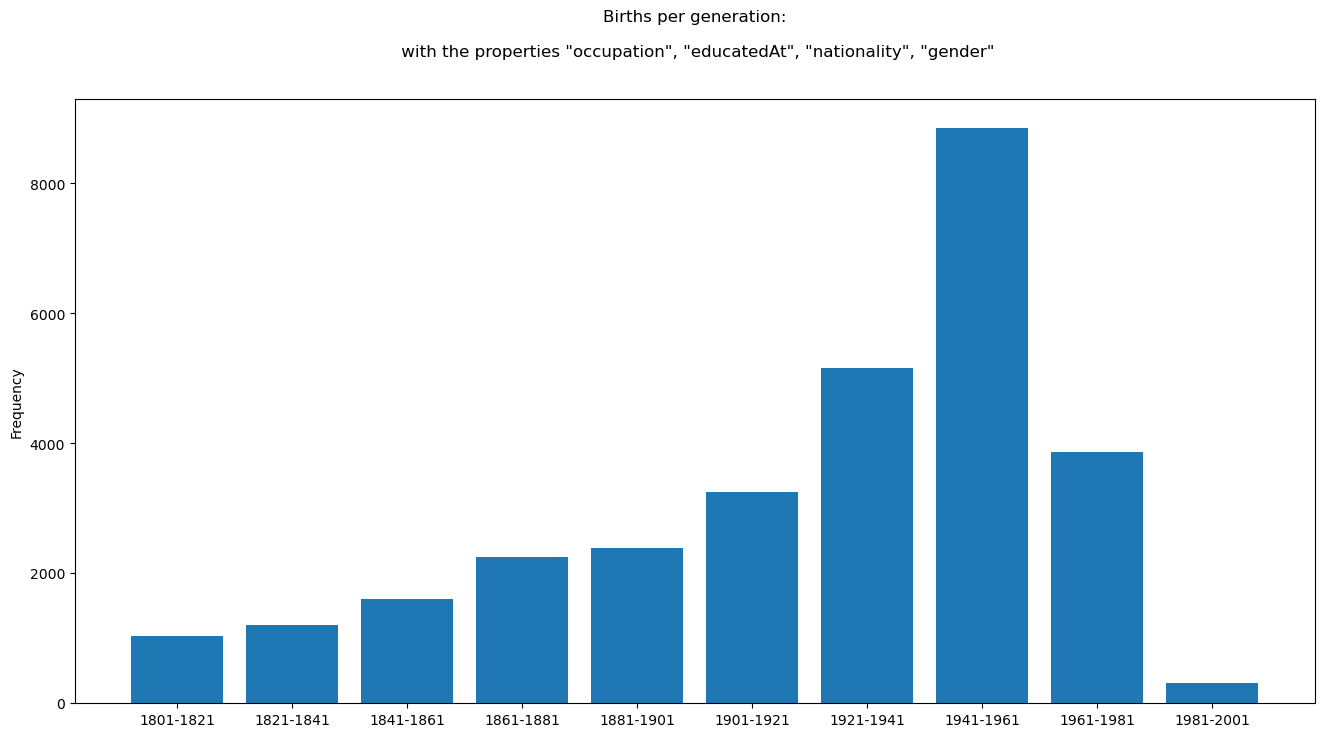 Births per generation:
with the properties "occupation", "educatedAt", "nationality", "gender"
Frequency
8000
6000
4000
2000
0
1801-1821 1821-1841 1841-1861 1861-1881 1881-1901 1901-1921 1921-1941 1941-1961 1961-1981 1981-2001